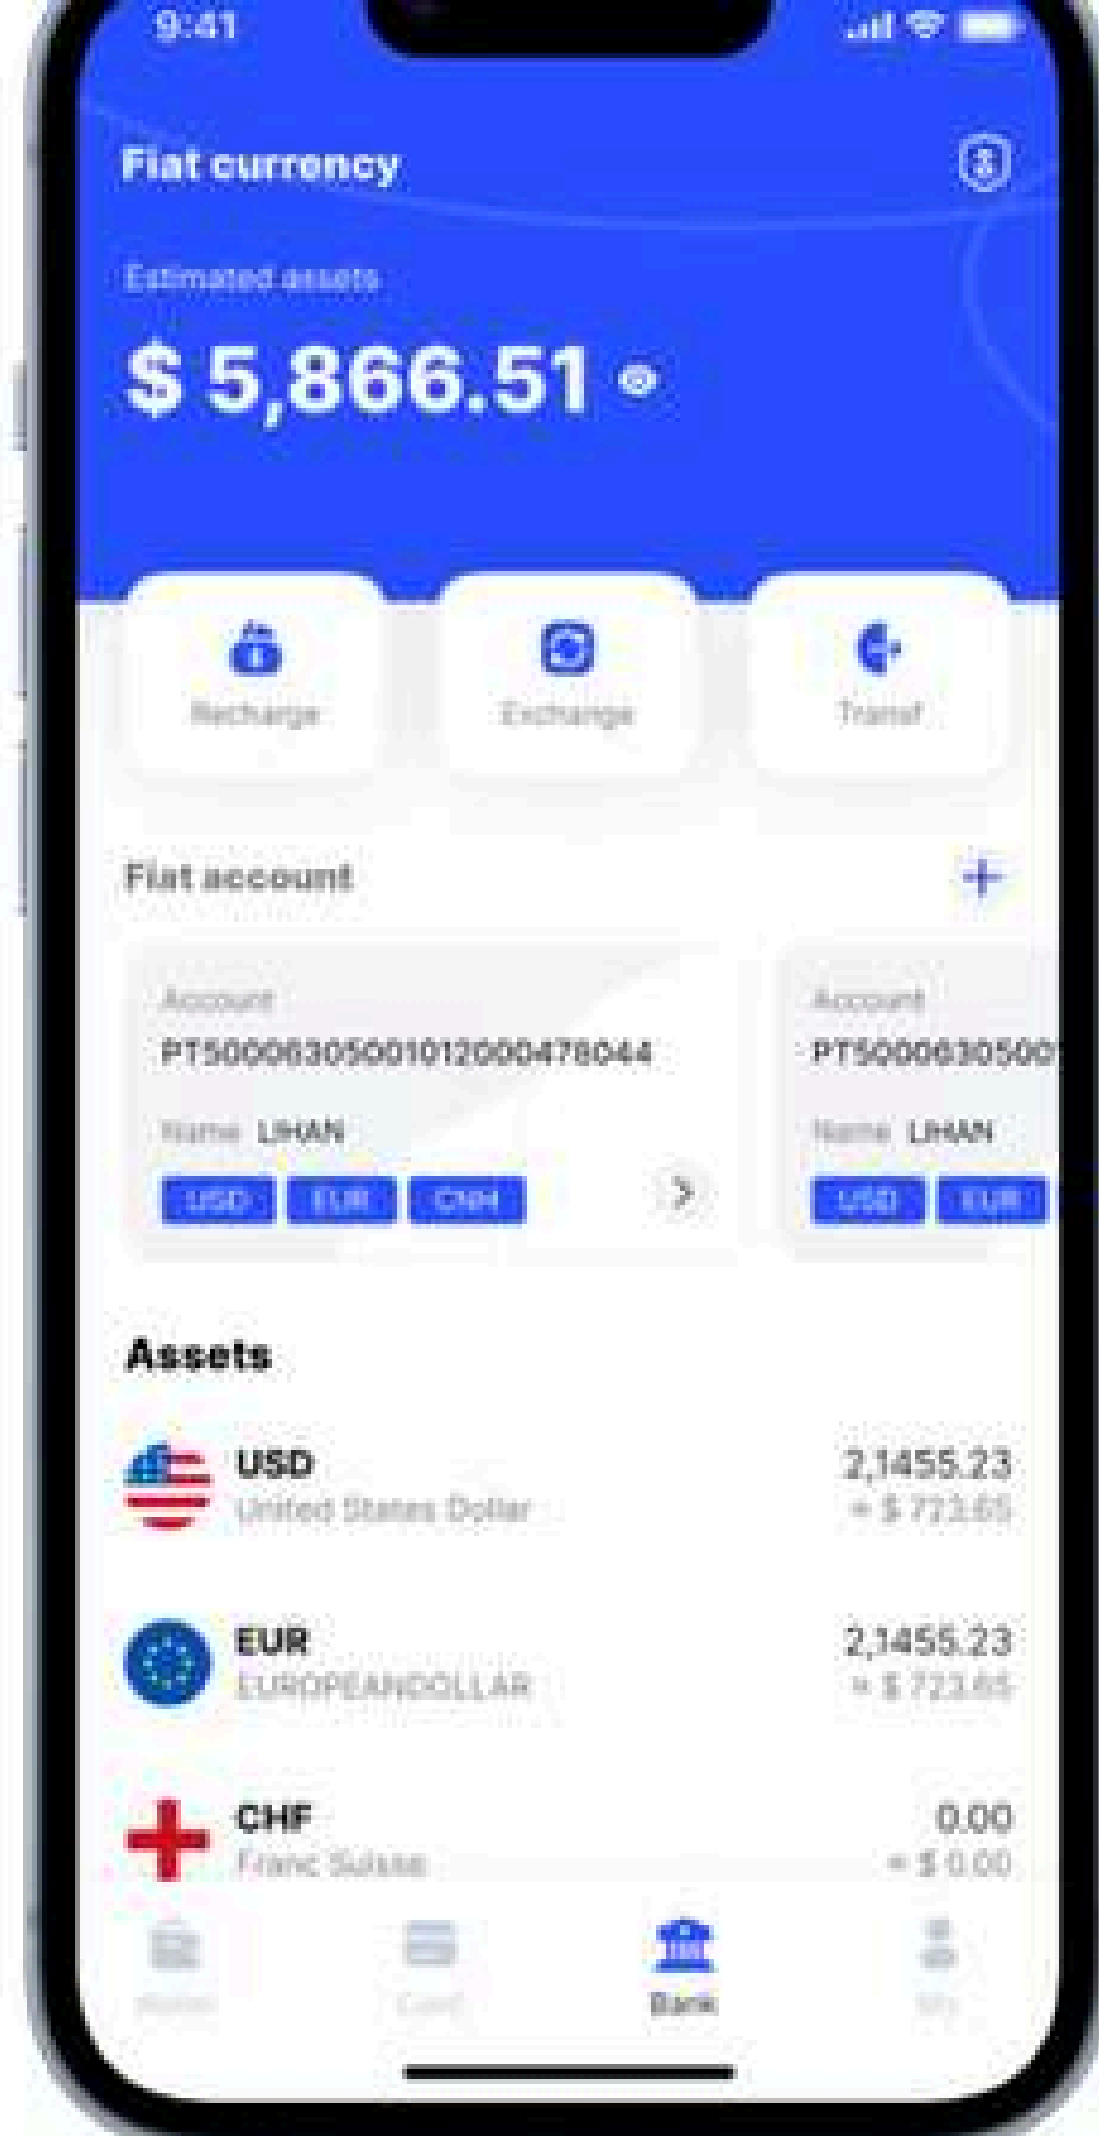 9:41
Fiat currency
Estimated assets
$ 5,866.51
Recharge
Exchange
Transf
Fiat account
Account
PT50006305001012000478044
Name LIHAN
USD EUR CNH
Account
PT50006305001
Name LIHAN
USD EUR
Assets
USD
United States Dollar
2,1455.23
≈ $ 723.65
EUR
EUROPEANDOLLAR
2,1455.23
≈ $ 723.65
CHF
Franc Suisse
0.00
≈ $ 0.00
Card
Bank